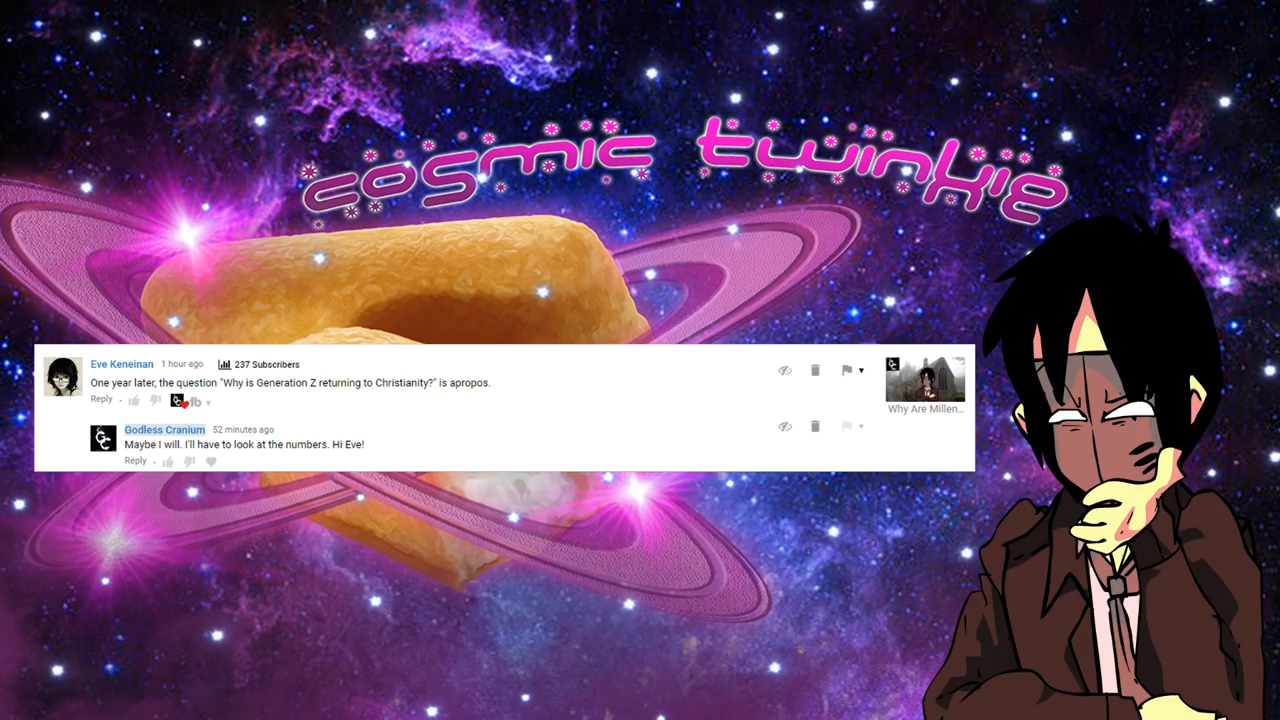 cosmic twinkie
Eve Keneinan 1 hour ago 237 Subscribers
One year later, the question "Why is Generation Z returning to Christianity?" is apropos.
Reply
Why Are Millen...
Godless Cranium 52 minutes ago
Maybe I will. I'll have to look at the numbers. Hi Eve!
Reply